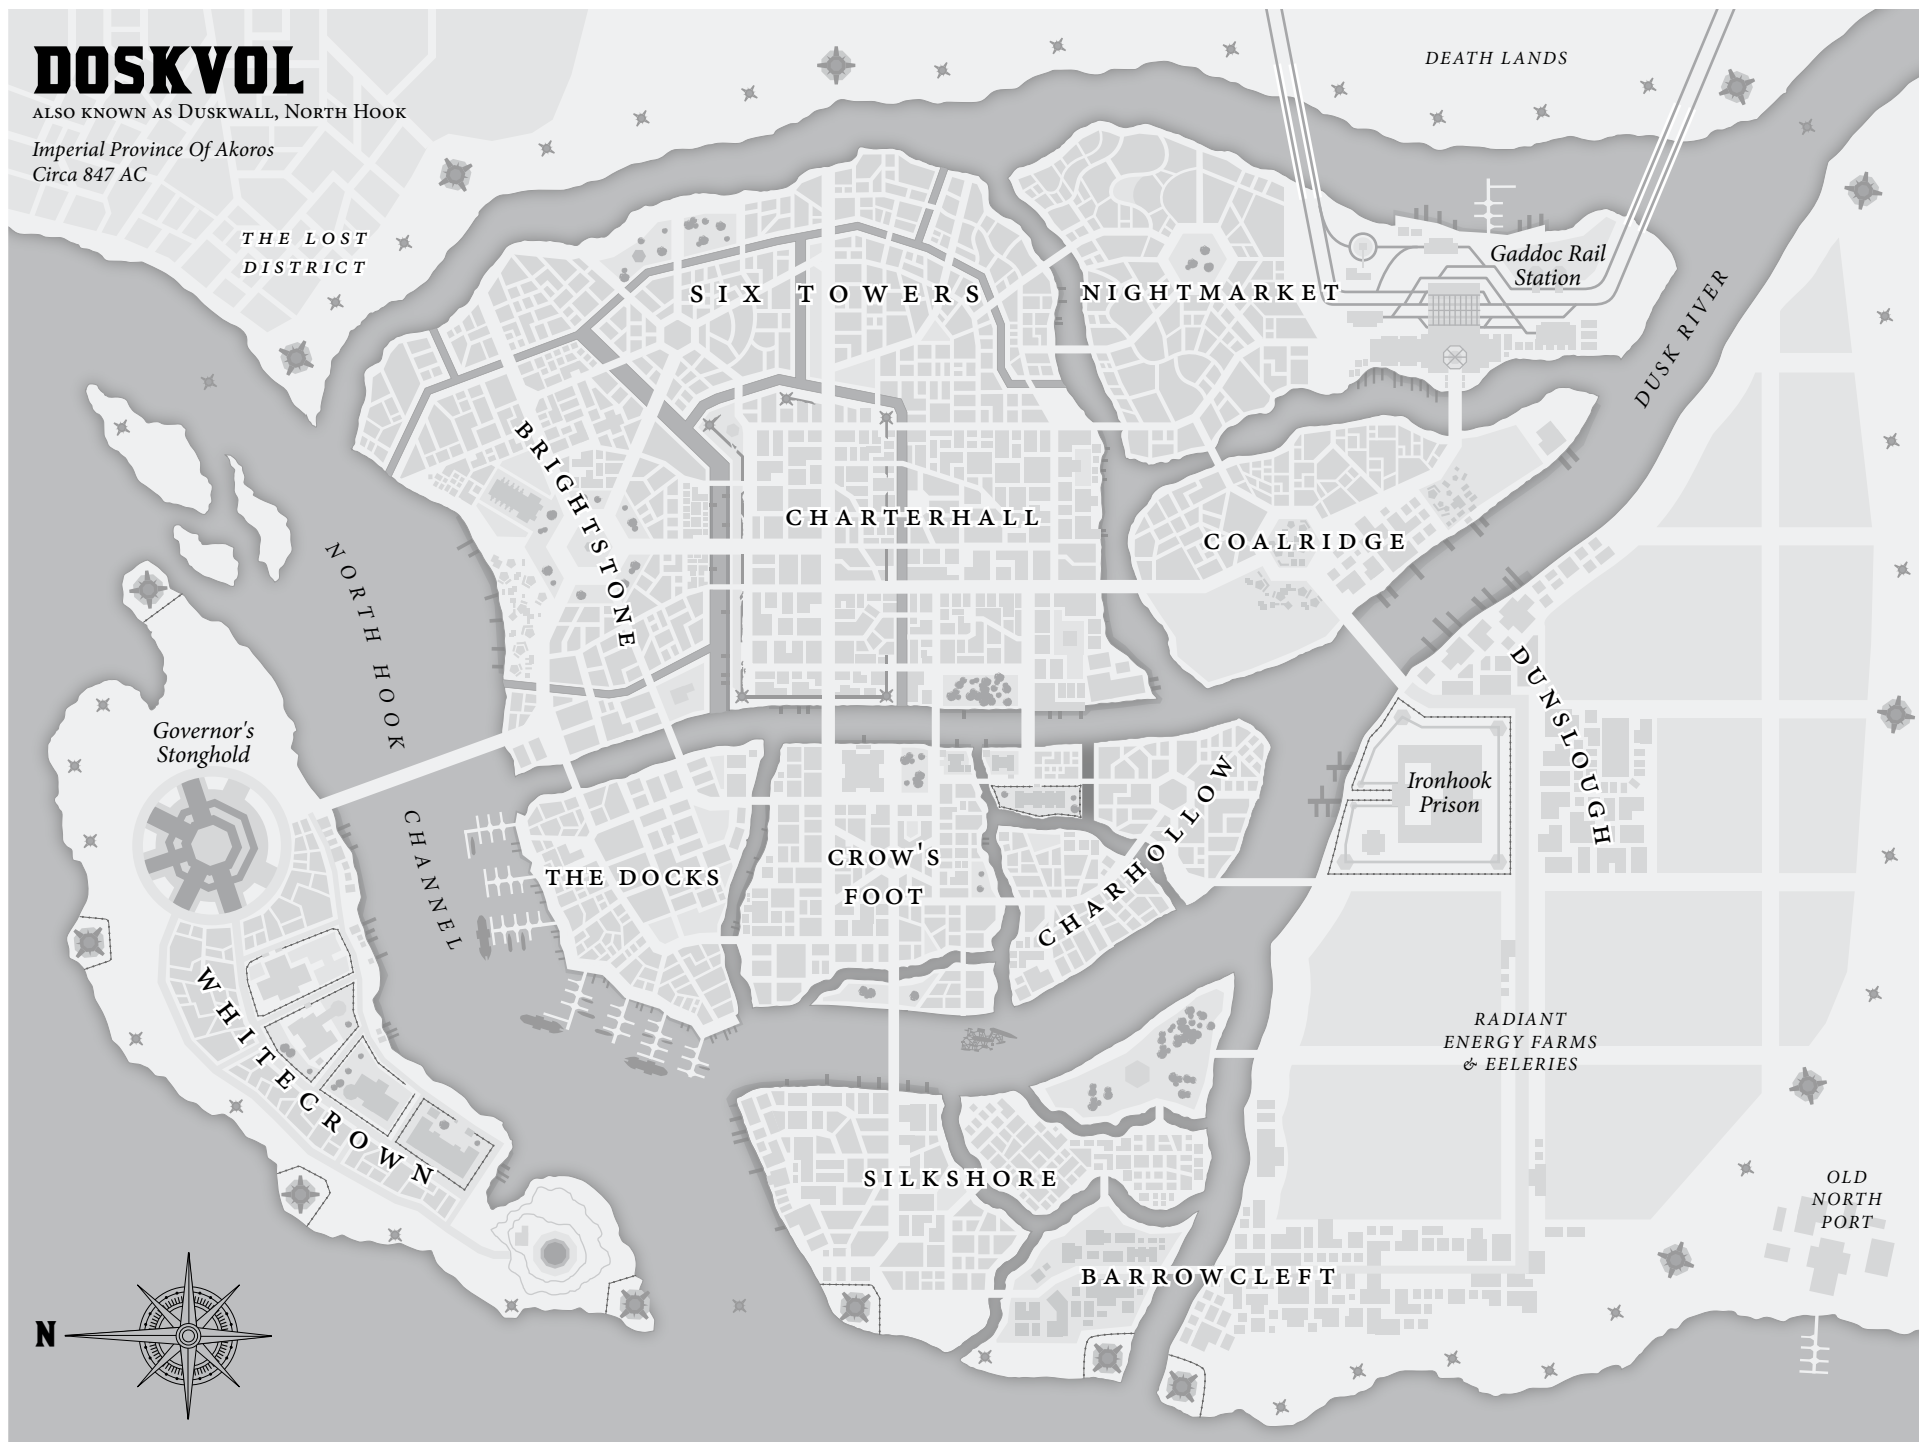 DOSKVOL
ALSO KNOWN AS DUSKWALL, NORTH HOOK
Imperial Province Of Akoros
Circa 847 AC
DEATH LANDS
THE LOST
DISTRICT
SIX TOWERS
NIGHTMARKET
Gaddoc Rail
Station
DUSK RIVER
BRIGHTSTONE
CHARTERHALL
COALRIDGE
NORTH HOOK CHANNEL
DUNSLOUGH
Governor's
Stonghold
Ironhook
Prison
THE DOCKS
CROW'S
FOOT
CHARHOLLOW
WHITECROWN
RADIANT
ENERGY FARMS
& EELERIES
SILKSHORE
OLD
NORTH
PORT
BARROWCLEFT
N